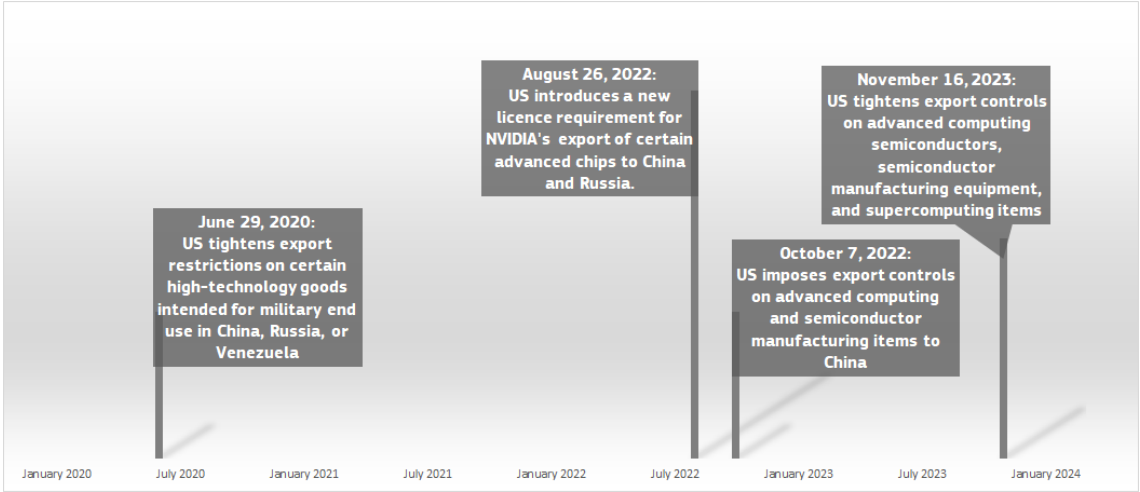 August 26, 2022:
US introduces a new
licence requirement for
NVIDIA's export of certain
advanced chips to China
and Russia.
November 16, 2023:
US tightens export controls
on advanced computing
semiconductors,
semiconductor
manufacturing equipment,
and supercomputing items
June 29, 2020:
US tightens export
restrictions on certain
high-technology goods
intended for military end
use in China, Russia, or
Venezuela
October 7, 2022:
US imposes export controls
on advanced computing
and semiconductor
manufacturing items to
China
January 2020
July 2020
January 2021
July 2021
January 2022
July 2022
January 2023
July 2023
January 2024